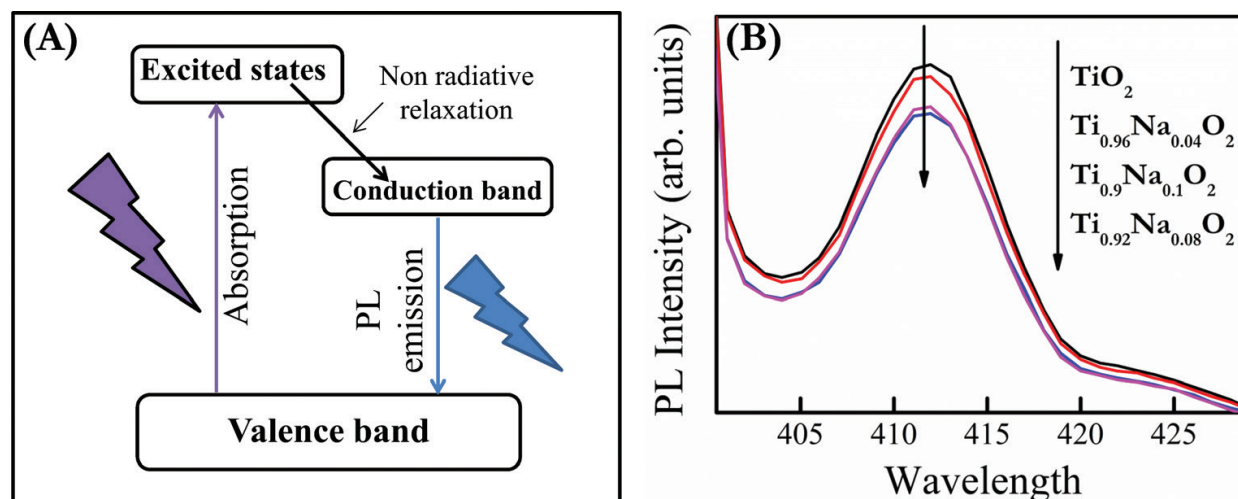 (A)
Excited states
Non radiative
relaxation
Conduction band
Absorption
PL
emission
Valence band
(B)
PL Intensity (arb. units)
TiO₂
Ti₀.₉₆Na₀.₀₄O₂
Ti₀.₉Na₀.₁O₂
Ti₀.₉₂Na₀.₀₈O₂
405 410 415 420 425
Wavelength